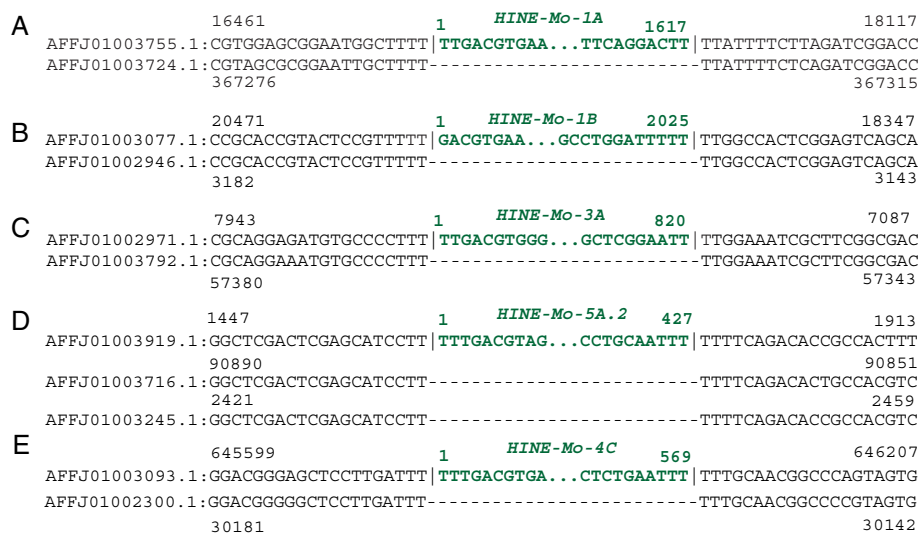 A
16461 1 HINE-Mo-1A 1617 18117
AFFJ01003755.1:CGTGGAGCGGAATGGCTTTT|TTGACGTGAA...TTCAGGACTT|TTATTTTCTTAGATCGGACC
AFFJ01003724.1:CGTAGCGCGGAATTGCTTTT-------------------------TTATTTTCTCAGATCGGACC
367276 367315
B
20471 1 HINE-Mo-1B 2025 18347
AFFJ01003077.1:CCGCACCGTACTCCGTTTTT|GACGTGAA...GCCTGGATTTTT|TTGGCCACTCGGAGTCAGCA
AFFJ01002946.1:CCGCACCGTACTCCGTTTTT-------------------------TTGGCCACTCGGAGTCAGCA
3182 3143
C
7943 1 HINE-Mo-3A 820 7087
AFFJ01002971.1:CGCAGGAGATGTGCCCCTTT|TTGACGTGGG...GCTCGGAATT|TTGGAAATCGCTTCGGCGAC
AFFJ01003792.1:CGCAGGAAATGTGCCCCTTT-------------------------TTGGAAATCGCTTCGGCGAC
57380 57343
D
1447 1 HINE-Mo-5A.2 427 1913
AFFJ01003919.1:GGCTCGACTCGAGCATCCTT|TTTGACGTAG...CCTGCAATTT|TTTTCAGACACCGCCACTTT
90890 90851
AFFJ01003716.1:GGCTCGACTCGAGCATCCTT-------------------------TTTTCAGACACTGCCACGTC
2421 2459
AFFJ01003245.1:GGCTCGACTCGAGCATCCTT-------------------------TTTTCAGACACCGCCACGTC
E
645599 1 HINE-Mo-4C 569 646207
AFFJ01003093.1:GGACGGGAGCTCCTTGATTT|TTTGACGTGA...CTCTGAATTT|TTTGCAACGGCCCAGTAGTG
AFFJ01002300.1:GGACGGGGGCTCCTTGATTT-------------------------TTTGCAACGGCCCCGTAGTG
30181 30142